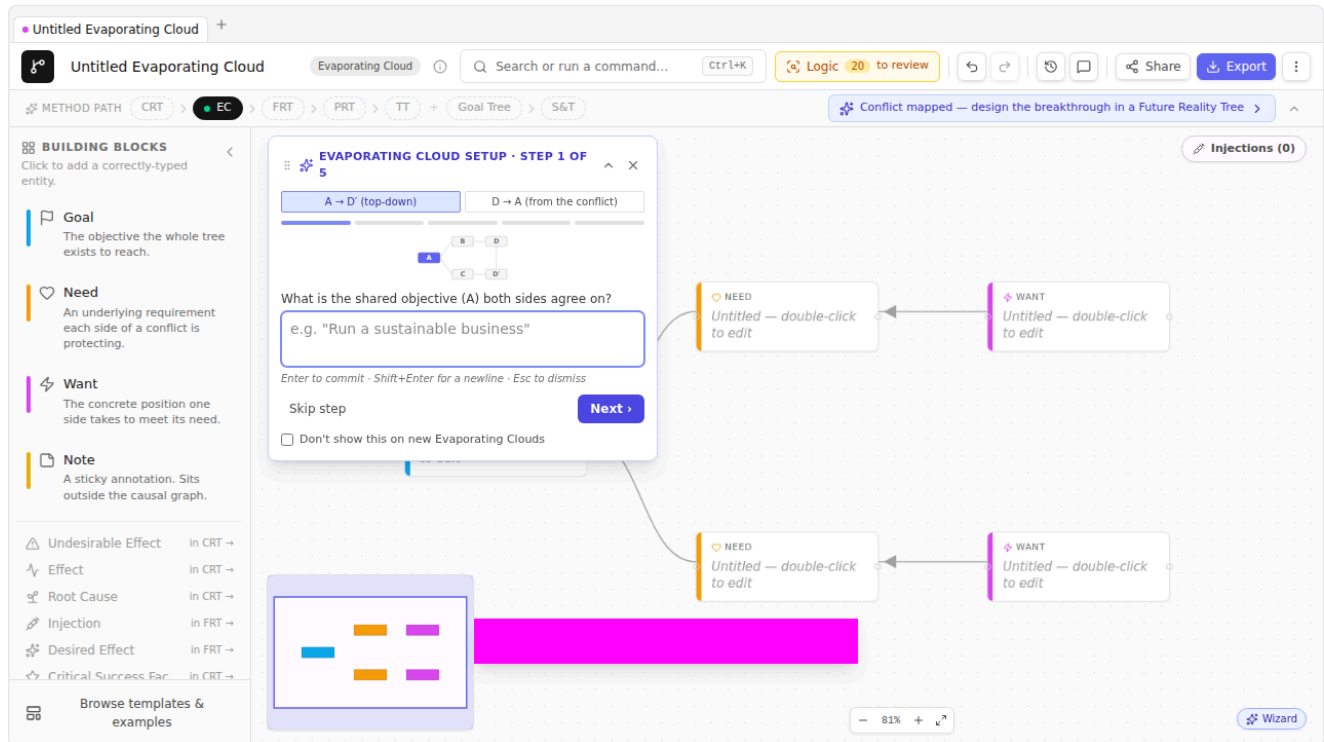 Untitled Evaporating Cloud
+
Untitled Evaporating Cloud
Evaporating Cloud
Search or run a command...
Ctrl+K
Logic 20 to review
Share
Export
METHOD PATH
CRT
EC
FRT
PRT
TT
+
Goal Tree
S&T
Conflict mapped — design the breakthrough in a Future Reality Tree
BUILDING BLOCKS
Click to add a correctly-typed
entity.
Goal
The objective the whole tree
exists to reach.
Need
An underlying requirement
each side of a conflict is
protecting.
Want
The concrete position one
side takes to meet its need.
Note
A sticky annotation. Sits
outside the causal graph.
Undesirable Effect in CRT →
Effect in CRT →
Root Cause in CRT →
Injection in FRT →
Desired Effect in FRT →
Critical Success Fac in CRT →
Browse templates &
examples
EVAPORATING CLOUD SETUP · STEP 1 OF
5
A → D′ (top-down)
D → A (from the conflict)
B D
A
C D′
What is the shared objective (A) both sides agree on?
e.g. "Run a sustainable business"
Enter to commit · Shift+Enter for a newline · Esc to dismiss
Skip step
Next ›
Don't show this on new Evaporating Clouds
Injections (0)
NEED
Untitled — double-click
to edit
WANT
Untitled — double-click
to edit
NEED
Untitled — double-click
to edit
WANT
Untitled — double-click
to edit
− 81% +
Wizard